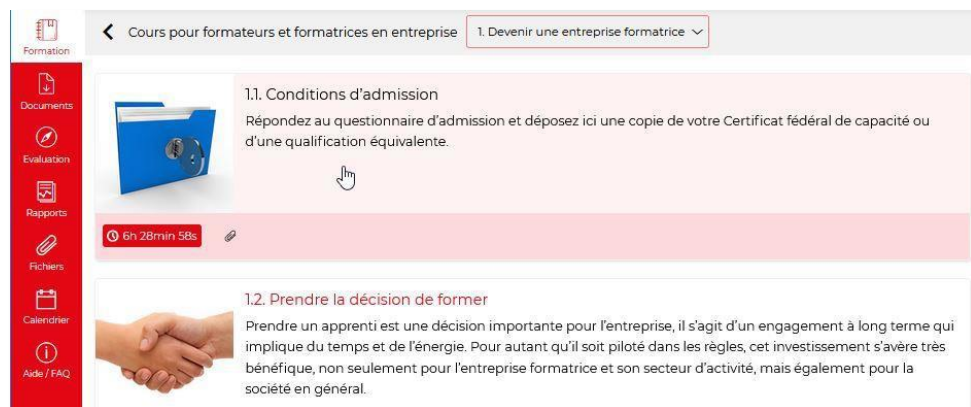 Formation
Cours pour formateurs et formatrices en entreprise
1. Devenir une entreprise formatrice
Documents
Evaluation
Rapports
Fichiers
Calendrier
Aide / FAQ
1.1. Conditions d'admission
Répondez au questionnaire d'admission et déposez ici une copie de votre Certificat fédéral de capacité ou
d'une qualification équivalente.
6h 28min 58s
1.2. Prendre la décision de former
Prendre un apprenti est une décision importante pour l'entreprise, il s'agit d'un engagement à long terme qui
implique du temps et de l'énergie. Pour autant qu'il soit piloté dans les règles, cet investissement s'avère très
bénéfique, non seulement pour l'entreprise formatrice et son secteur d'activité, mais également pour la
société en général.